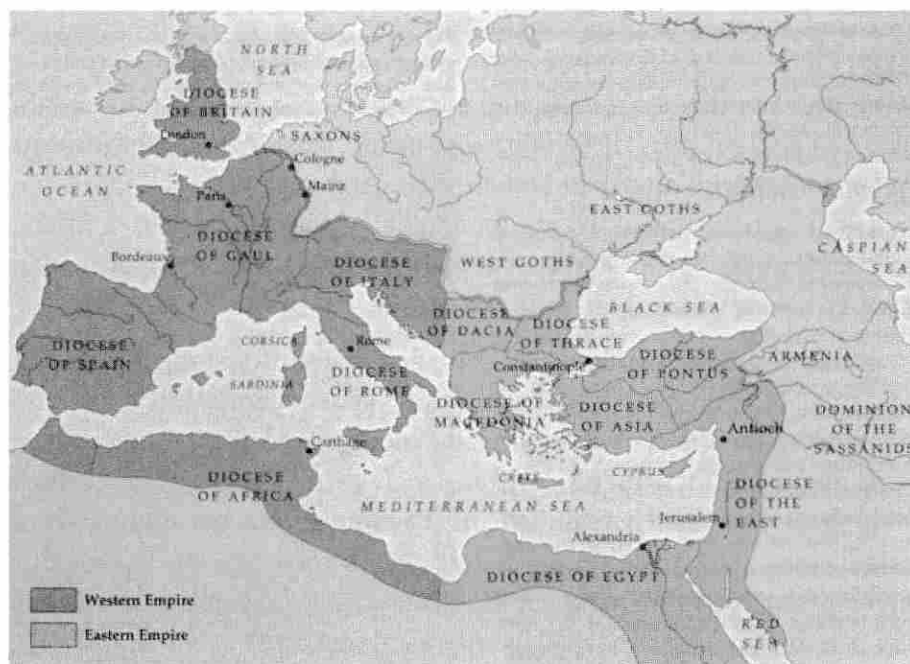 NORTH
SEA
DIOCESE
OF BRITAIN
London
SAXONS
Cologne
ATLANTIC
OCEAN
Mainz
Paris
EAST GOTHS
DIOCESE
OF GAUL
Bordeaux
DIOCESE
OF ITALY
WEST GOTHS
CASPIAN
SEA
BLACK SEA
DIOCESE
OF DACIA
DIOCESE
OF THRACE
CORSICA
Rome
DIOCESE
OF SPAIN
Constantinople
DIOCESE
OF PONTUS
ARMENIA
SARDINIA
DIOCESE
OF ROME
DIOCESE OF
MACEDONIA
DIOCESE
OF ASIA
DOMINION
OF THE
SASSANIDS
Antioch
Carthage
DIOCESE
OF AFRICA
CRETE
CYPRUS
DIOCESE
OF THE
EAST
MEDITERRANEAN SEA
Jerusalem
Alexandria
DIOCESE OF EGYPT
Western Empire
Eastern Empire
RED
SEA